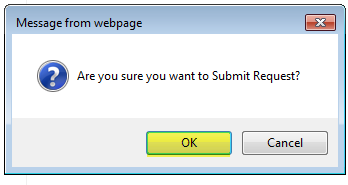 Message from webpage
Are you sure you want to Submit Request?
OK
Cancel